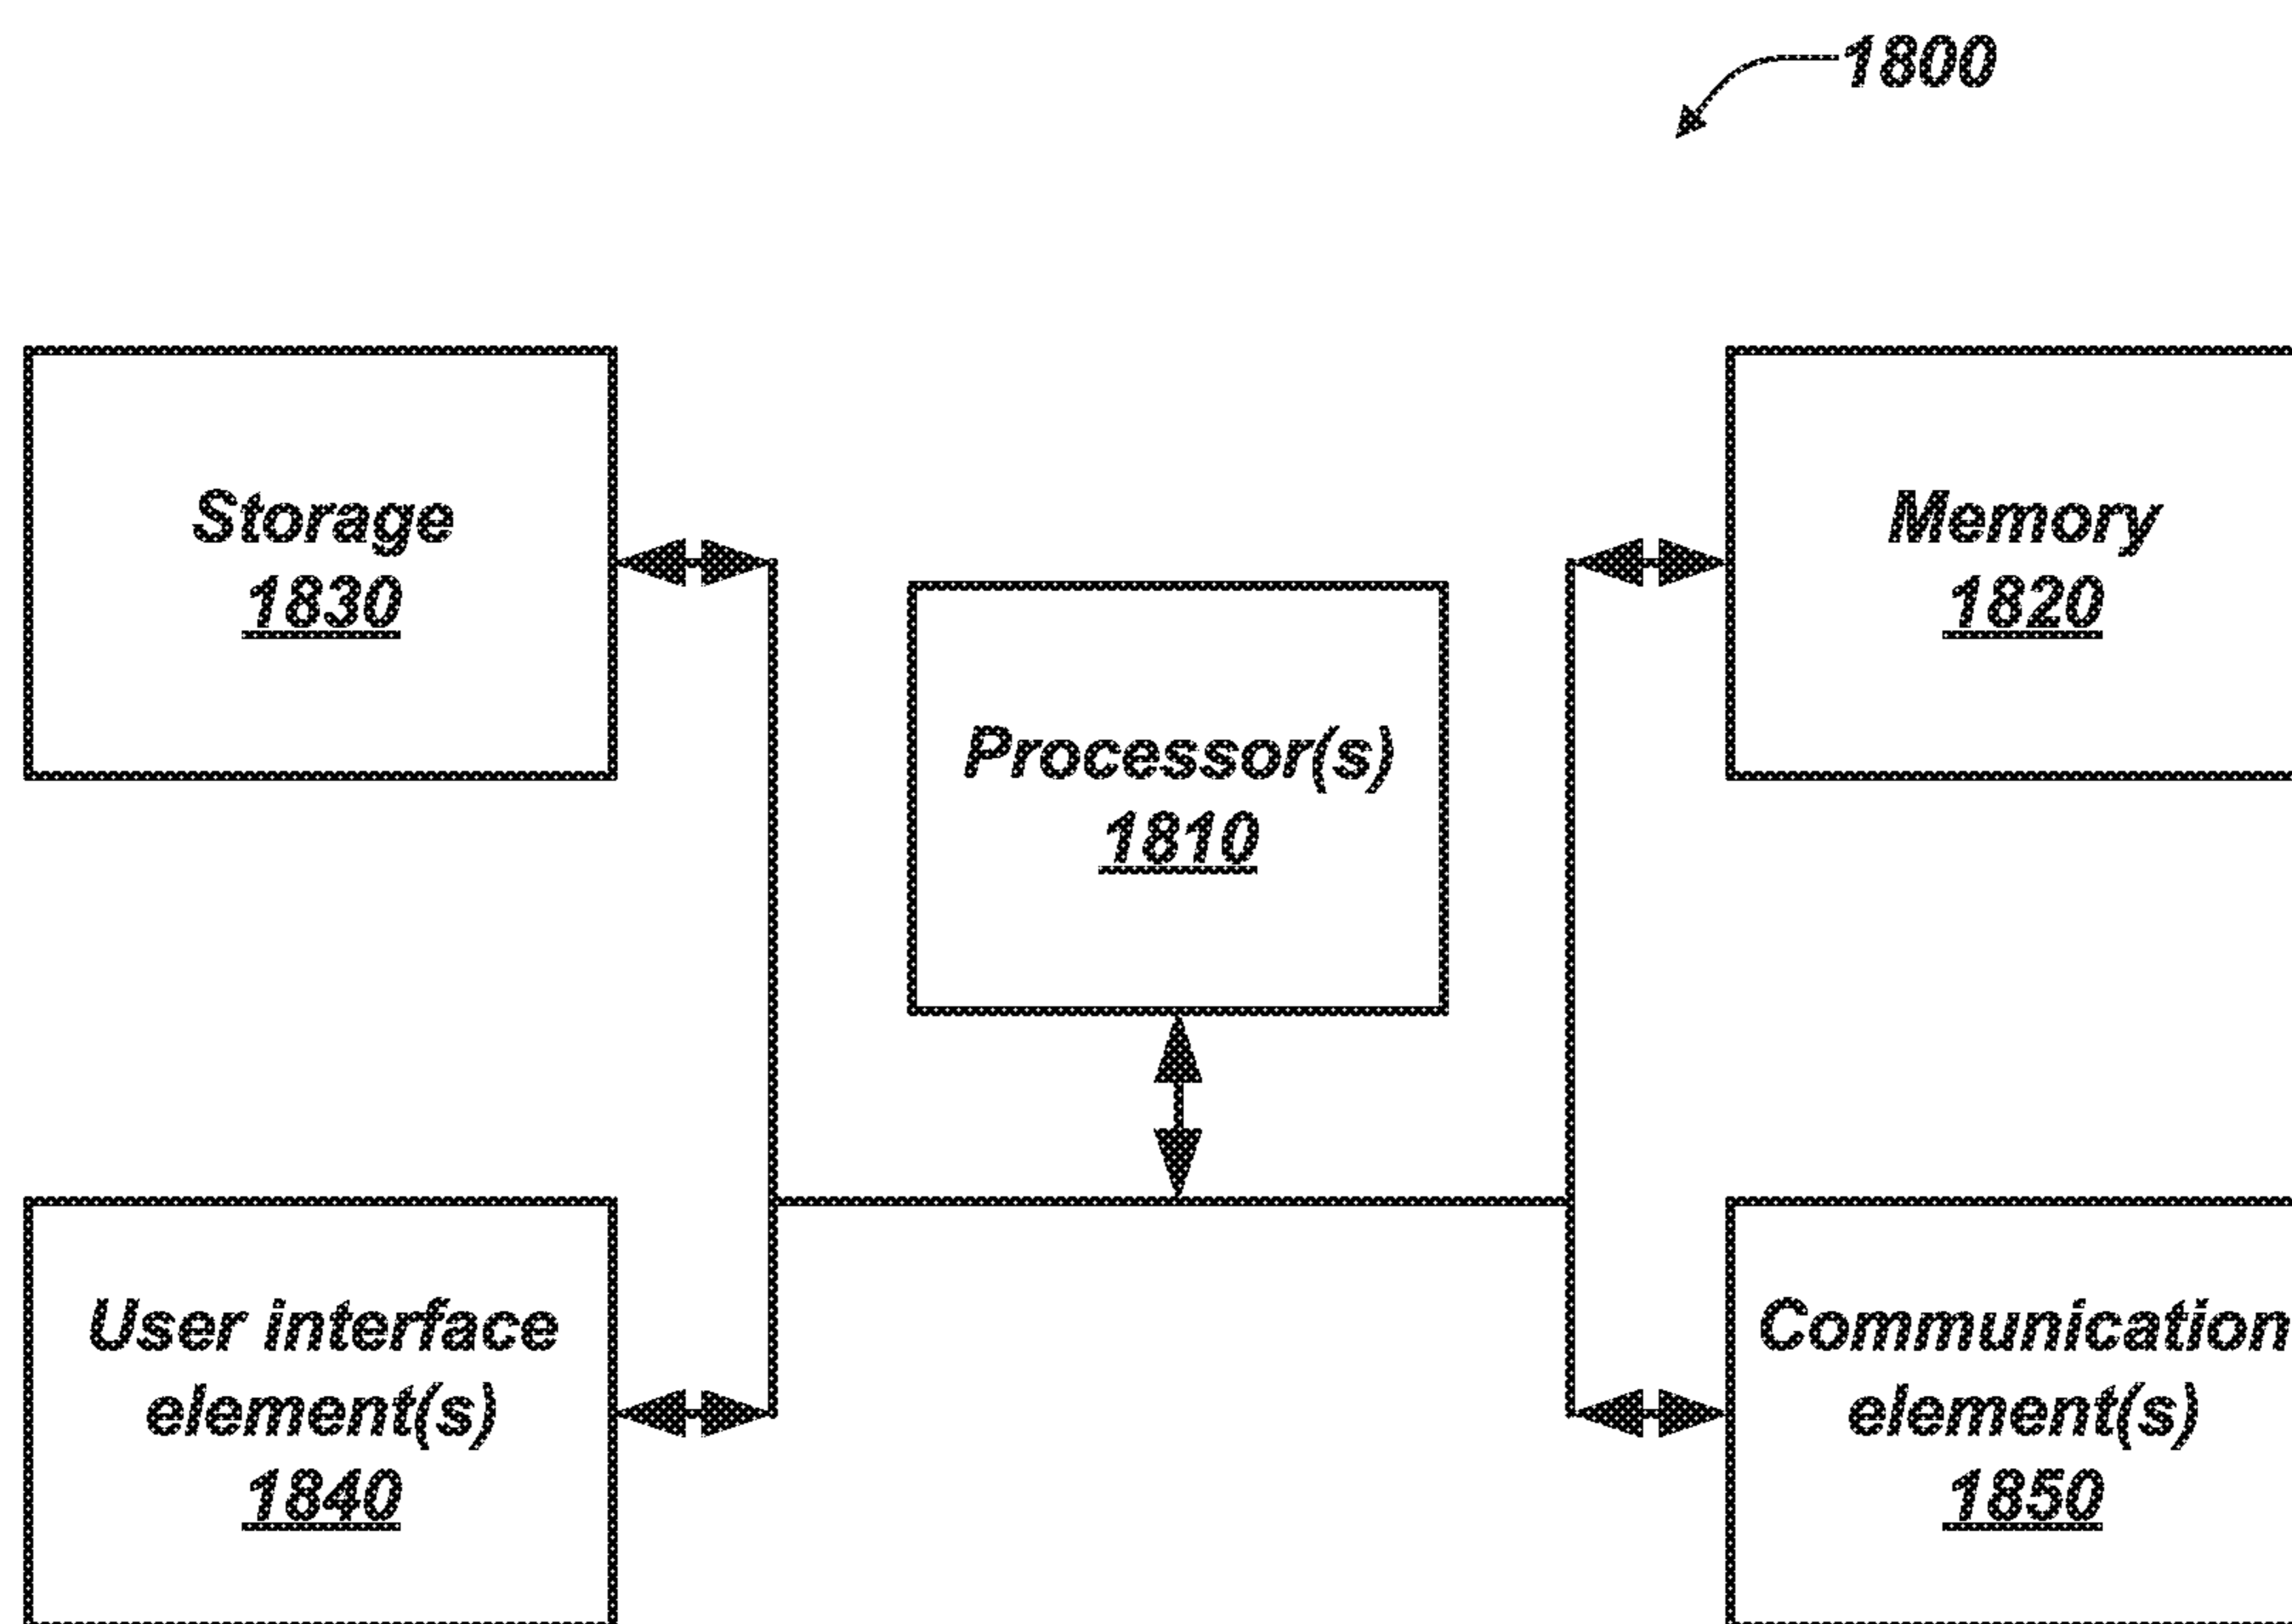 1800
Storage
1830
Memory
1820
Processor(s)
1810
User interface
element(s)
1840
Communication
element(s)
1850